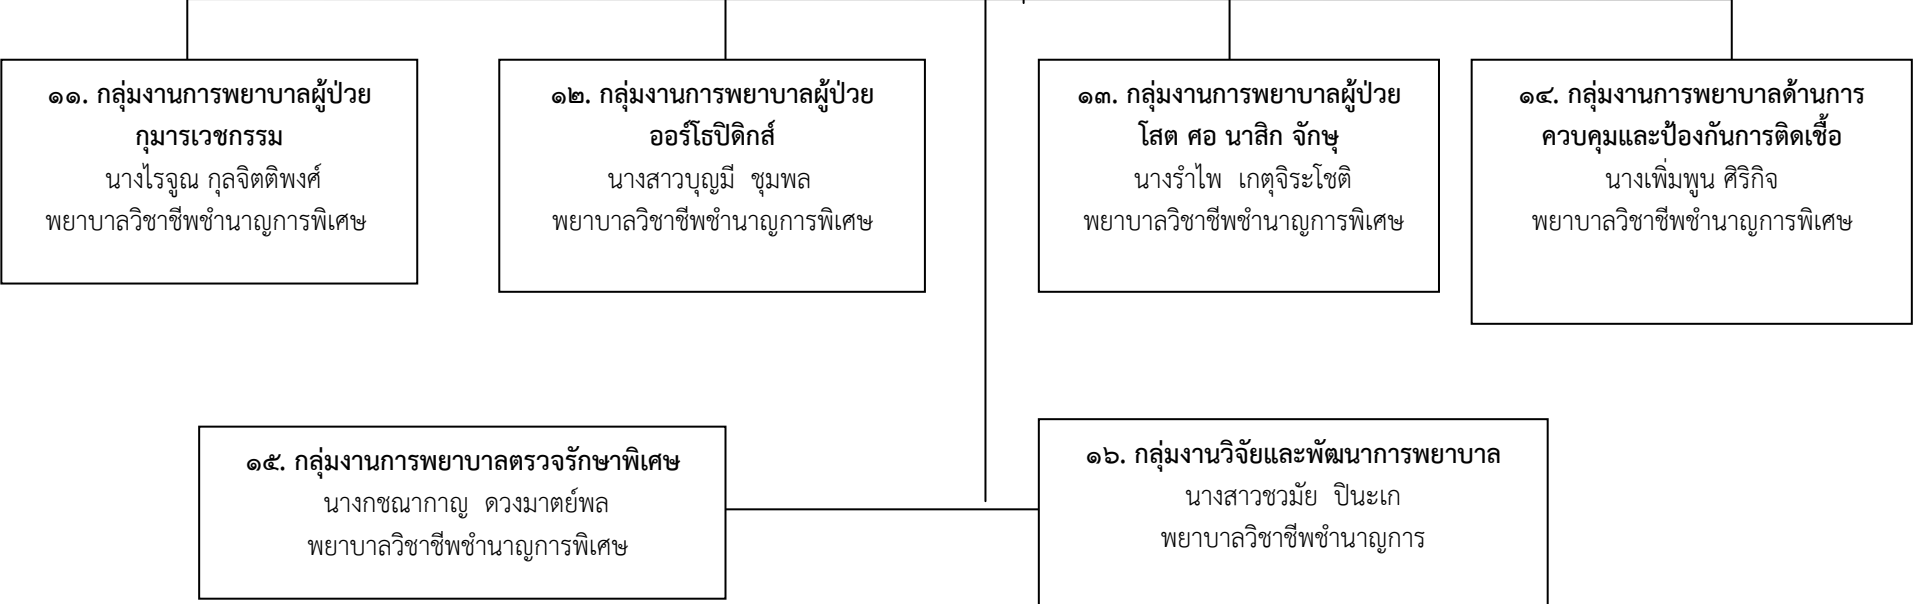 ๑๑. กลุ่มงานการพยาบาลผู้ป่วย
กุมารเวชกรรม
นางไรจูณ กุลจิตติพงศ์
พยาบาลวิชาชีพชำนาญการพิเศษ
๑๒. กลุ่มงานการพยาบาลผู้ป่วย
ออร์โธปิดิกส์
นางสาวบุญมี  ชุมพล
พยาบาลวิชาชีพชำนาญการพิเศษ
๑๓. กลุ่มงานการพยาบาลผู้ป่วย
โสต ศอ นาสิก จักษุ
นางรำไพ  เกตุจิระโชติ
พยาบาลวิชาชีพชำนาญการพิเศษ
๑๔. กลุ่มงานการพยาบาลด้านการ
ควบคุมและป้องกันการติดเชื้อ
นางเพิ่มพูน ศิริกิจ
พยาบาลวิชาชีพชำนาญการพิเศษ
๑๕. กลุ่มงานการพยาบาลตรวจรักษาพิเศษ
นางกชณากาญ  ดวงมาตย์พล
พยาบาลวิชาชีพชำนาญการพิเศษ
๑๖. กลุ่มงานวิจัยและพัฒนาการพยาบาล
นางสาวชวมัย  ปินะเก
พยาบาลวิชาชีพชำนาญการ